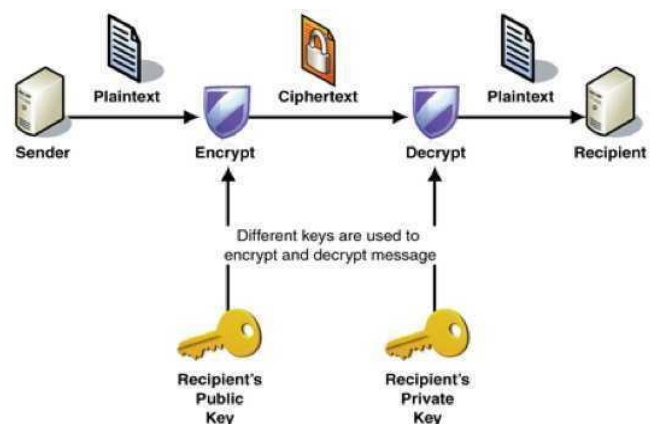 Plaintext
Ciphertext
Plaintext
Sender
Encrypt
Decrypt
Recipient
Different keys are used to
encrypt and decrypt message
Recipient's
Public
Key
Recipient's
Private
Key